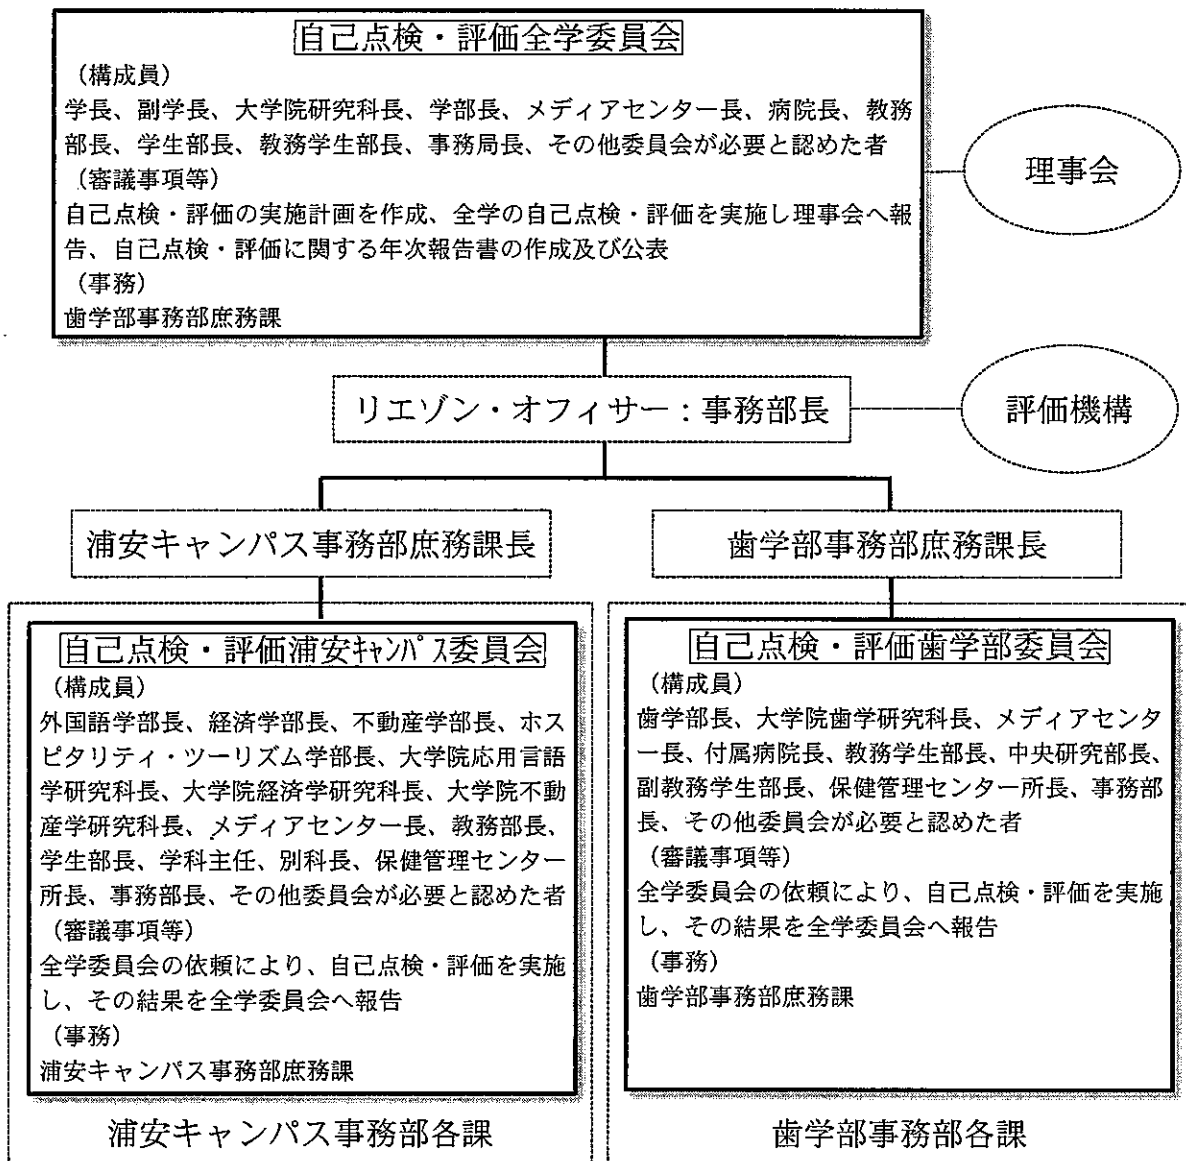 自己点検・評価全学委員会
(構成員)
学長、副学長、大学院研究科長、学部長、メディアセンター長、病院長、教務
部長、学生部長、教務学生部長、事務局長、その他委員会が必要と認めた者
(審議事項等)
自己点検・評価の実施計画を作成、全学の自己点検・評価を実施し理事会へ報
告、自己点検・評価に関する年次報告書の作成及び公表
(事務)
歯学部事務部庶務課
理事会
リエゾン・オフィサー：事務部長
評価機構
浦安キャンパス事務部庶務課長
歯学部事務部庶務課長
自己点検・評価浦安ｷｬﾝﾊﾟｽ委員会
(構成員)
外国語学部長、経済学部長、不動産学部長、ホス
ピタリティ・ツーリズム学部長、大学院応用言語
学研究科長、大学院経済学研究科長、大学院不動
産学研究科長、メディアセンター長、教務部長、
学生部長、学科主任、別科長、保健管理センター
所長、事務部長、その他委員会が必要と認めた者
(審議事項等)
全学委員会の依頼により、自己点検・評価を実施
し、その結果を全学委員会へ報告
(事務)
浦安キャンパス事務部庶務課
浦安キャンパス事務部各課
自己点検・評価歯学部委員会
(構成員)
歯学部長、大学院歯学研究科長、メディアセンタ
ー長、付属病院長、教務学生部長、中央研究部長、
副教務学生部長、保健管理センター所長、事務部
長、その他委員会が必要と認めた者
(審議事項等)
全学委員会の依頼により、自己点検・評価を実施
し、その結果を全学委員会へ報告
(事務)
歯学部事務部庶務課
歯学部事務部各課